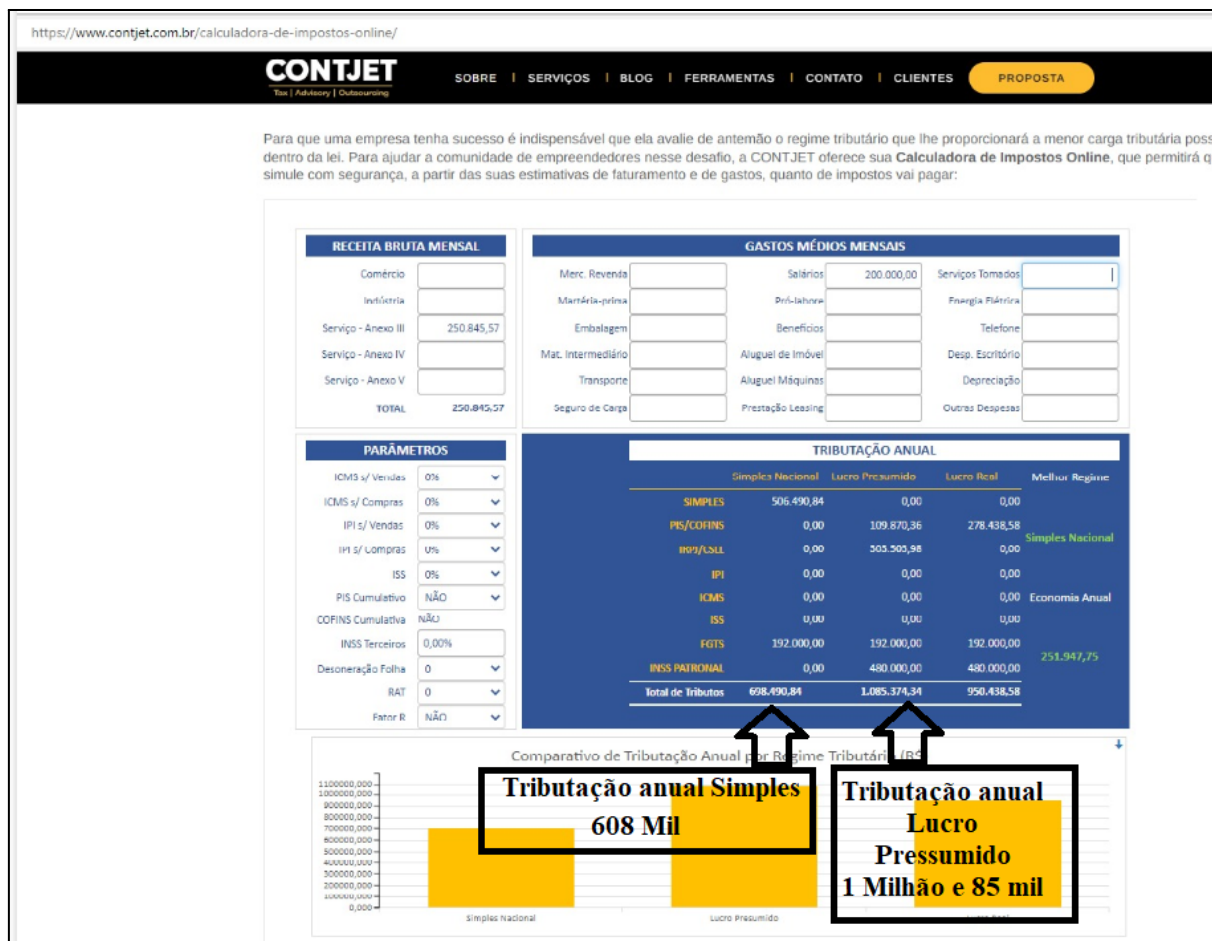 https://www.contjet.com.br/calculadora-de-impostos-online/
CONTJET
Tax | Advisory | Outsourcing
SOBRE | SERVIÇOS | BLOG | FERRAMENTAS | CONTATO | CLIENTES PROPOSTA
Para que uma empresa tenha sucesso é indispensável que ela avalie de antemão o regime tributário que lhe proporcionará a menor carga tributária poss
dentro da lei. Para ajudar a comunidade de empreendedores nesse desafio, a CONTJET oferece sua Calculadora de Impostos Online, que permitirá q
simule com segurança, a partir das suas estimativas de faturamento e de gastos, quanto de impostos vai pagar:
RECEITA BRUTA MENSAL
Comércio
Indústria
Serviço - Anexo III 250.845,57
Serviço - Anexo IV
Serviço - Anexo V
TOTAL 250.845,57
GASTOS MÉDIOS MENSAIS
Merc. Revenda Salários 200.000,00 Serviços Tomados
Martéria-prima Pró-labore Energia Elétrica
Embalagem Benefícios Telefone
Mat. Intermediário Aluguel de Imóvel Desp. Escritório
Transporte Aluguel Máquinas Depreciação
Seguro de Carga Prestação Leasing Outras Despesas
PARÂMETROS
ICMS s/ Vendas 0%
ICMS s/ Compras 0%
IPI s/ Vendas 0%
IPI s/ Compras 0%
ISS 0%
PIS Cumulativo NÃO
COFINS Cumulativa NÃO
INSS Terceiros 0,00%
Desoneração Folha 0
RAT 0
Fator R NÃO
TRIBUTAÇÃO ANUAL
Simples Nacional Lucro Presumido Lucro Real Melhor Regime
SIMPLES 506.490,84 0,00 0,00
PIS/COFINS 0,00 109.870,36 278.438,58
Simples Nacional
IRPJ/CSLL 0,00 303.503,98 0,00
IPI 0,00 0,00 0,00
ICMS 0,00 0,00 0,00 Economia Anual
ISS 0,00 0,00 0,00
FGTS 192.000,00 192.000,00 192.000,00
251.947,75
INSS PATRONAL 0,00 480.000,00 480.000,00
Total de Tributos 698.490,84 1.085.374,34 950.438,58
Comparativo de Tributação Anual por Regime Tributário (R$
1100000,000
1000000,000
900000,000
800000,000
700000,000
600000,000
500000,000
400000,000
300000,000
200000,000
100000,000
0,000
Simples Nacional
Lucro Presumido
Tributação anual Simples
608 Mil
Tributação anual
Lucro
Pressumido
1 Milhão e 85 mil